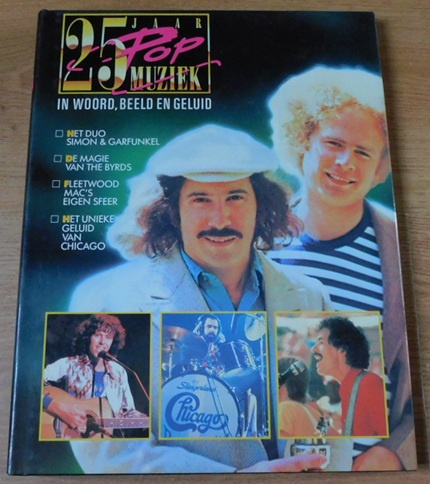 25 JAAR
Pop
MUZIEK
IN WOORD, BEELD EN GELUID
HET DUO
SIMON & GARFUNKEL
DE MAGIE
VAN THE BYRDS
FLEETWOOD
MAC'S
EIGEN SFEER
HET UNIEKE
GELUID
VAN
CHICAGO
Slingerland
Chicago